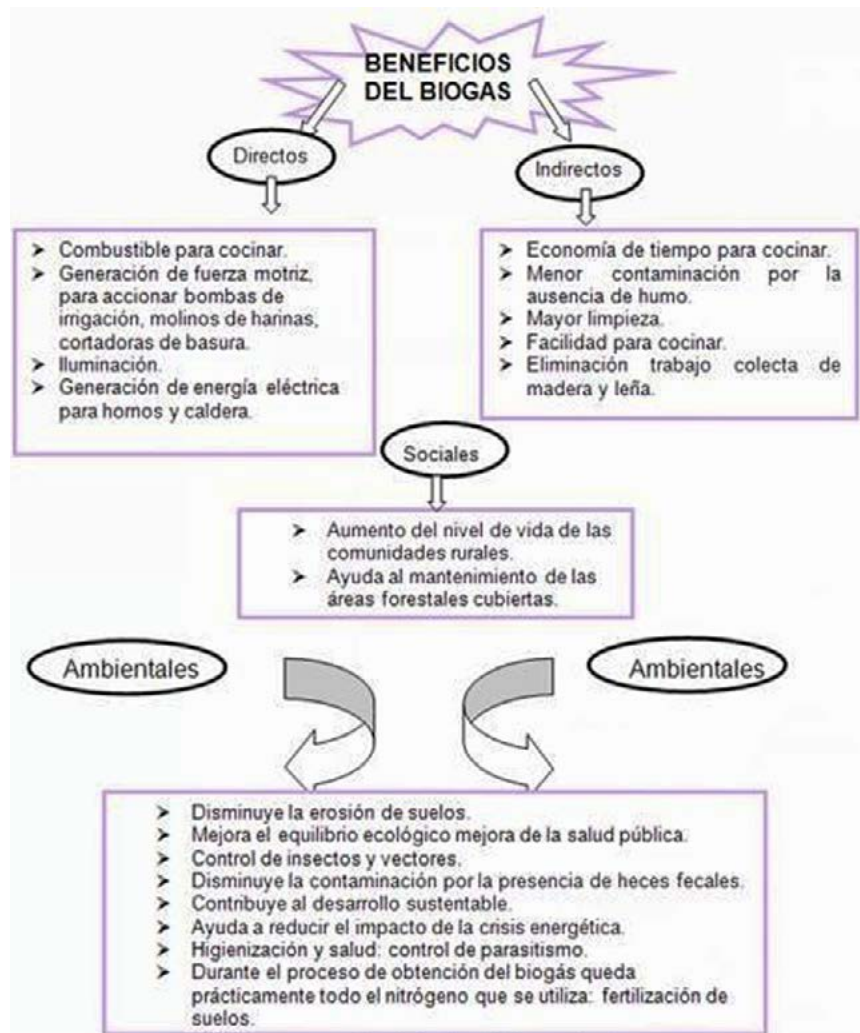 BENEFICIOS
DEL BIOGAS
Directos
Indirectos
➤ Combustible para cocinar.
➤ Generación de fuerza motriz,
para accionar bombas de
irrigación, molinos de harinas,
cortadoras de basura.
➤ Iluminación.
➤ Generación de energía eléctrica
para hornos y caldera.
➤ Economía de tiempo para cocinar.
➤ Menor contaminación por la
ausencia de humo.
➤ Mayor limpieza.
➤ Facilidad para cocinar.
➤ Eliminación trabajo colecta de
madera y leña.
Sociales
➤ Aumento del nivel de vida de las
comunidades rurales.
➤ Ayuda al mantenimiento de las
áreas forestales cubiertas.
Ambientales
Ambientales
➤ Disminuye la erosión de suelos.
➤ Mejora el equilibrio ecológico mejora de la salud pública.
➤ Control de insectos y vectores.
➤ Disminuye la contaminación por la presencia de heces fecales.
➤ Contribuye al desarrollo sustentable.
➤ Ayuda a reducir el impacto de la crisis energética.
➤ Higienización y salud: control de parasitismo.
➤ Durante el proceso de obtención del biogás queda
prácticamente todo el nitrógeno que se utiliza: fertilización de
suelos.